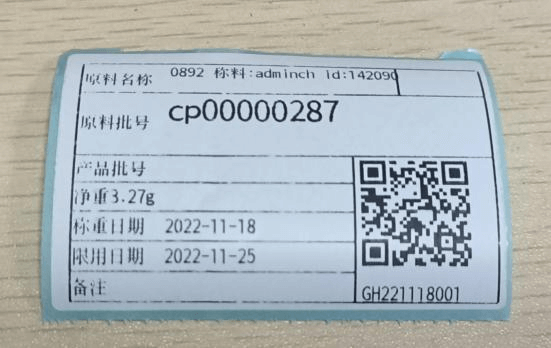 原料名称 0892 称料:adminch id:142090
原料批号 cp00000287
产品批号
净重3.27g
称重日期 2022-11-18
限用日期 2022-11-25
备注
GH221118001